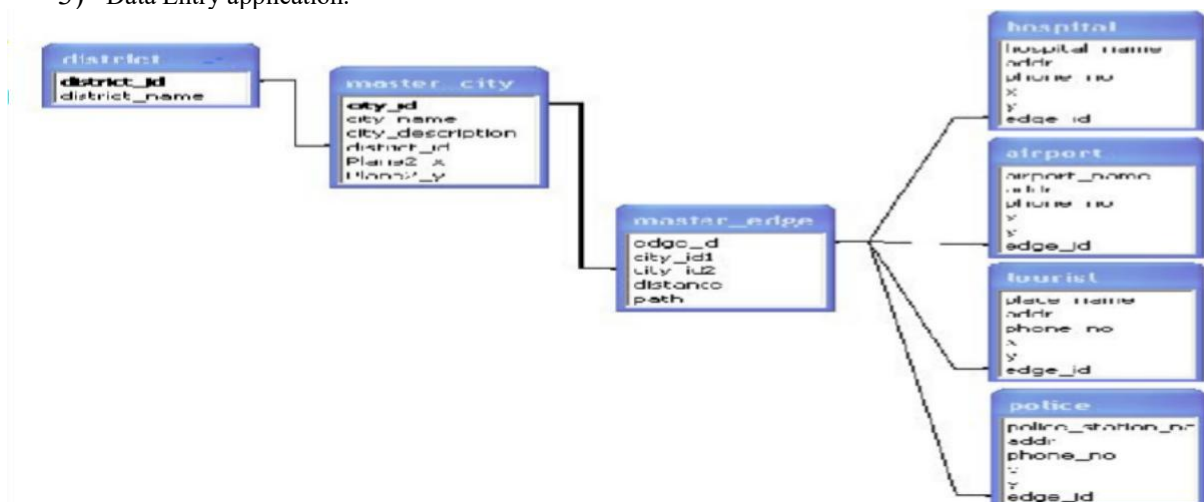 Data Entry application.
district
district_id
district_name
master_city
city_id
city_name
city_description
district_id
master_edge
city_id1
city_id2
distance
path
hospital
hospital_name
addr
phone_no
x
y
edge_id
airport
airport_name
addr
phone_no
edge_id
tourist
place_name
addr
phone_no
x
y
edge_id
police
addr
phone_no
edge_id